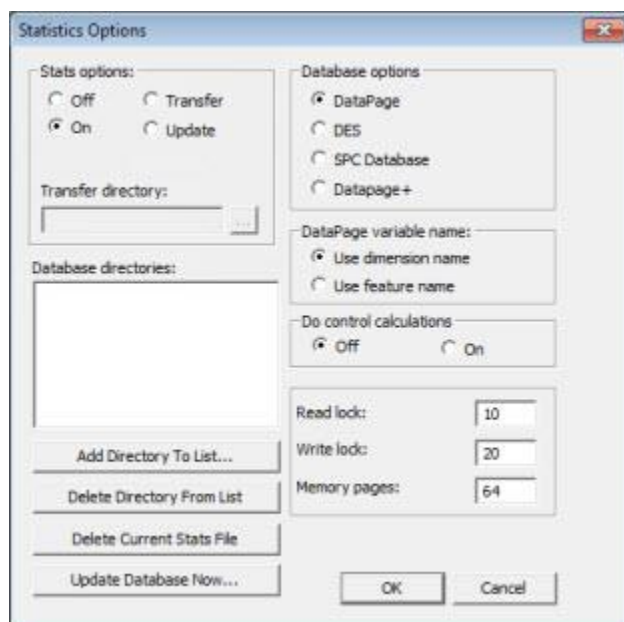 Statistics Options
Stats options:
Off
Transfer
On
Update
Transfer directory:
...
Database directories:
Add Directory To List...
Delete Directory From List
Delete Current Stats File
Update Database Now...
Database options
DataPage
DES
SPC Database
Datapage+
DataPage variable name:
Use dimension name
Use feature name
Do control calculations
Off
On
Read lock: 10
Write lock: 20
Memory pages: 64
OK
Cancel